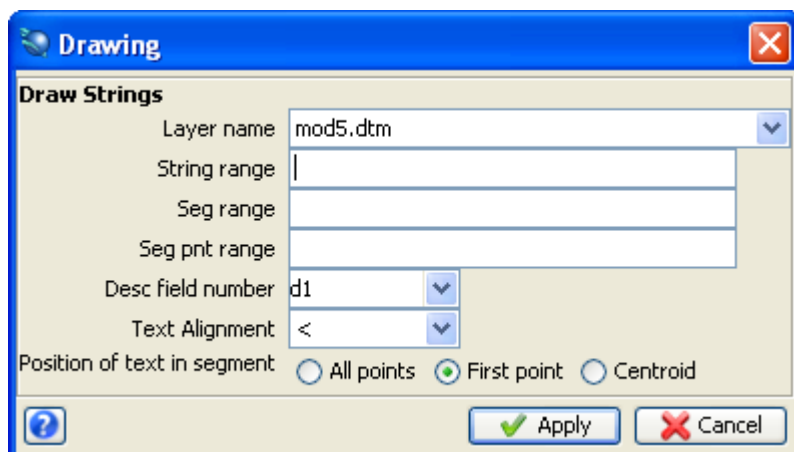 Drawing
Draw Strings
Layer name mod5.dtm
String range
Seg range
Seg pnt range
Desc field number d1
Text Alignment <
Position of text in segment All points First point Centroid
? Apply Cancel